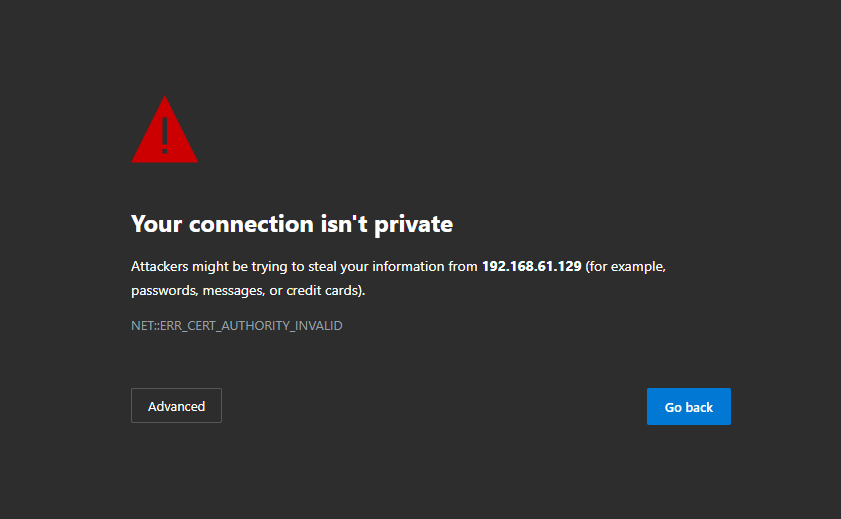 Your connection isn't private
Attackers might be trying to steal your information from 192.168.61.129 (for example,
passwords, messages, or credit cards).
NET::ERR_CERT_AUTHORITY_INVALID
Advanced
Go back